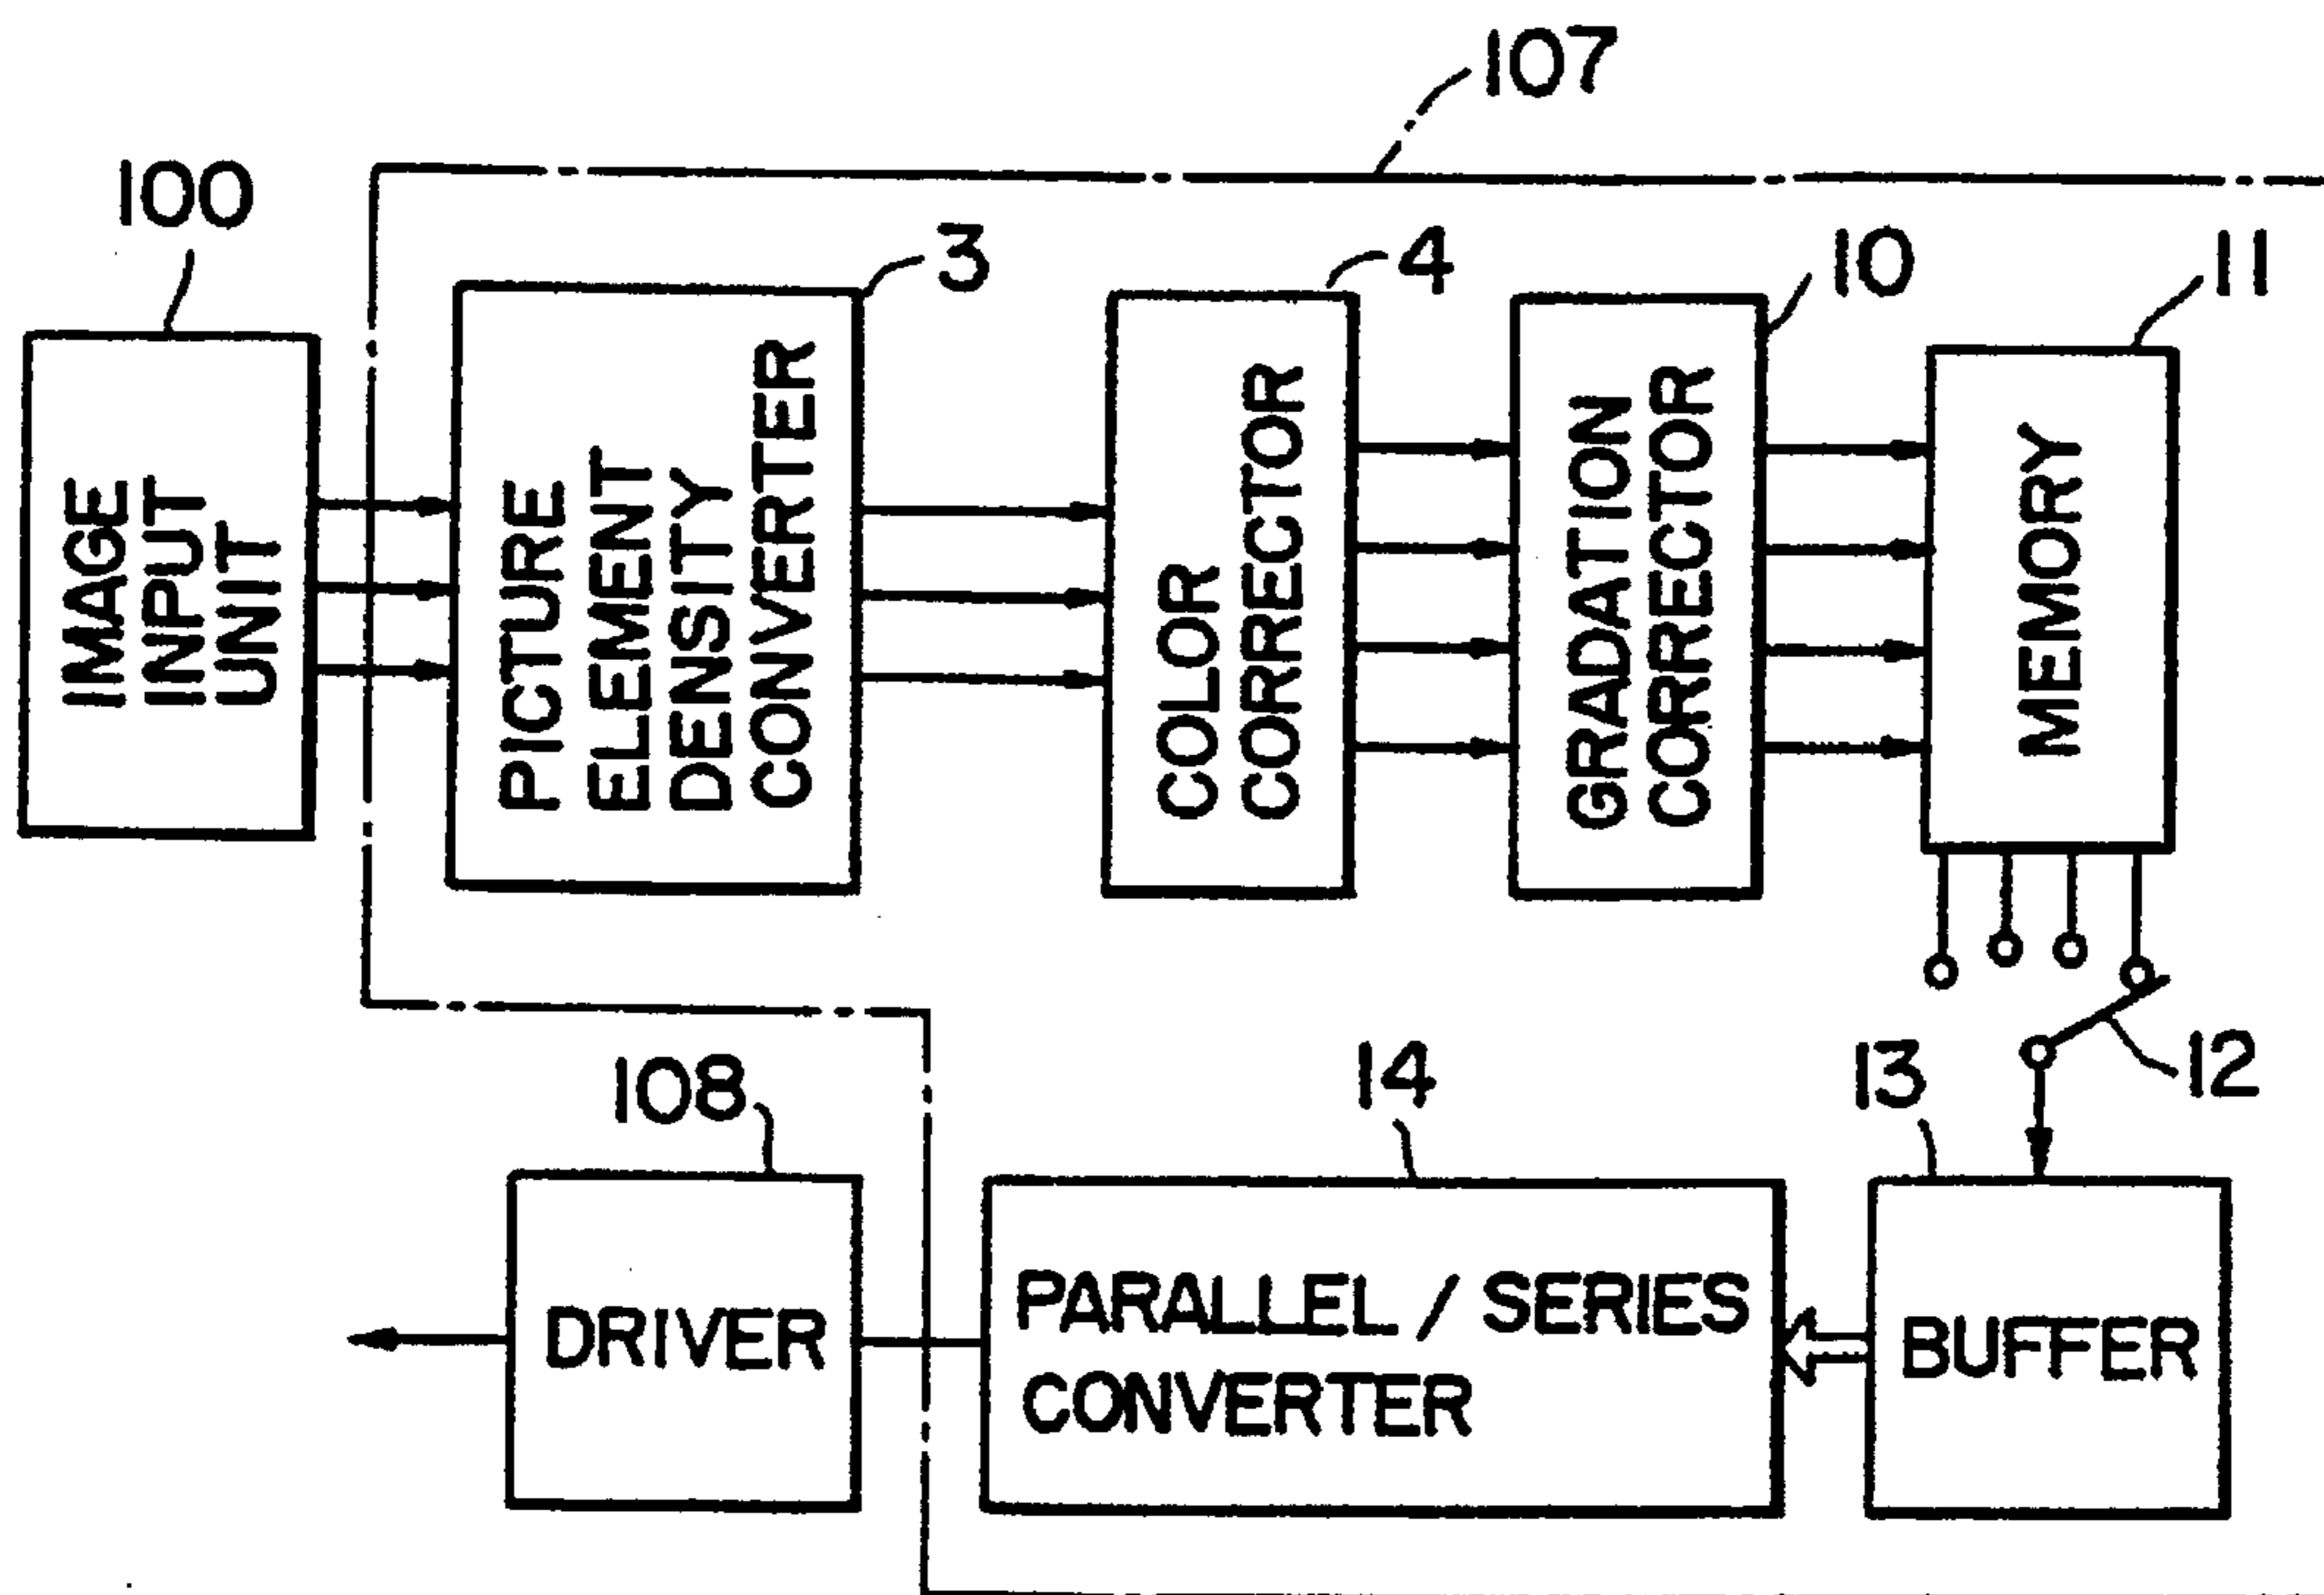 107
100
3
4
10
11
IMAGE
INPUT
UNIT
PICTURE
ELEMENT
DENSITY
CONVERTER
COLOR
CORRECTOR
GRADATION
CORRECTOR
MEMORY
12
108
14
13
DRIVER
PARALLEL / SERIES
CONVERTER
BUFFER